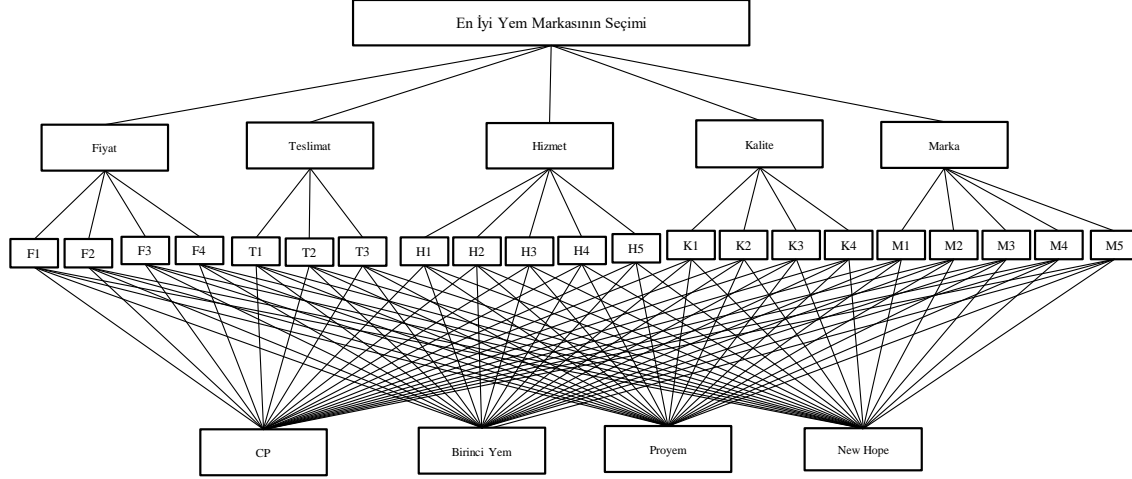 En İyi Yem Markasının Seçimi
Fiyat
Teslimat
Hizmet
Kalite
Marka
F1
F2
F3
F4
T1
T2
T3
H1
H2
H3
H4
H5
K1
K2
K3
K4
M1
M2
M3
M4
M5
CP
Birinci Yem
Proyem
New Hope